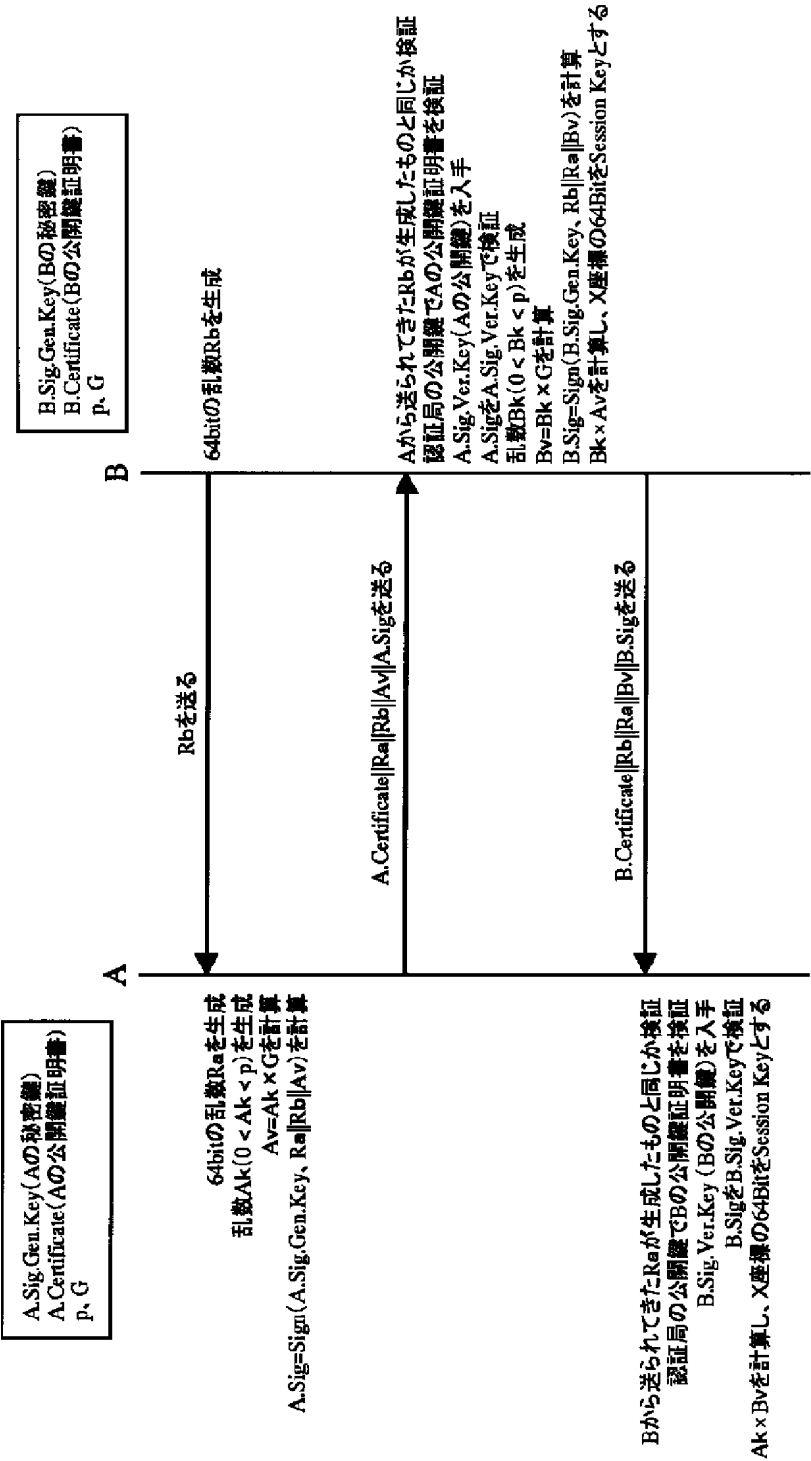 A
A.Sig.Gen.Key(Aの秘密鍵)
A.Certificate(Aの公開鍵証明書)
p、G
B
B.Sig.Gen.Key(Bの秘密鍵)
B.Certificate(Bの公開鍵証明書)
p、G
64bitの乱数Rbを生成
Rbを送る
64bitの乱数Raを生成
乱数Ak(0 < Ak < p)を生成
Av=Ak×Gを計算
A.Sig=Sign(A.Sig.Gen.Key、Ra||Rb||Av)を計算
A.Certificate||Ra||Rb||Av||A.Sigを送る
Aから送られてきたRbが生成したものと同じか検証
認証局の公開鍵でAの公開鍵証明書を検証
A.Sig.Ver.Key(Aの公開鍵)を入手
A.SigをA.Sig.Ver.Keyで検証
乱数Bk(0 < Bk < p)を生成
Bv=Bk×Gを計算
B.Sig=Sign(B.Sig.Gen.Key、Rb||Ra||Bv)を計算
Bk×Avを計算し、X座標の64BitをSession Keyとする
B.Certificate||Rb||Ra||Bv||B.Sigを送る
Bから送られてきたRaが生成したものと同じか検証
認証局の公開鍵でBの公開鍵証明書を検証
B.Sig.Ver.Key (Bの公開鍵)を入手
B.SigをB.Sig.Ver.Keyで検証
Ak×Bvを計算し、X座標の64BitをSession Keyとする